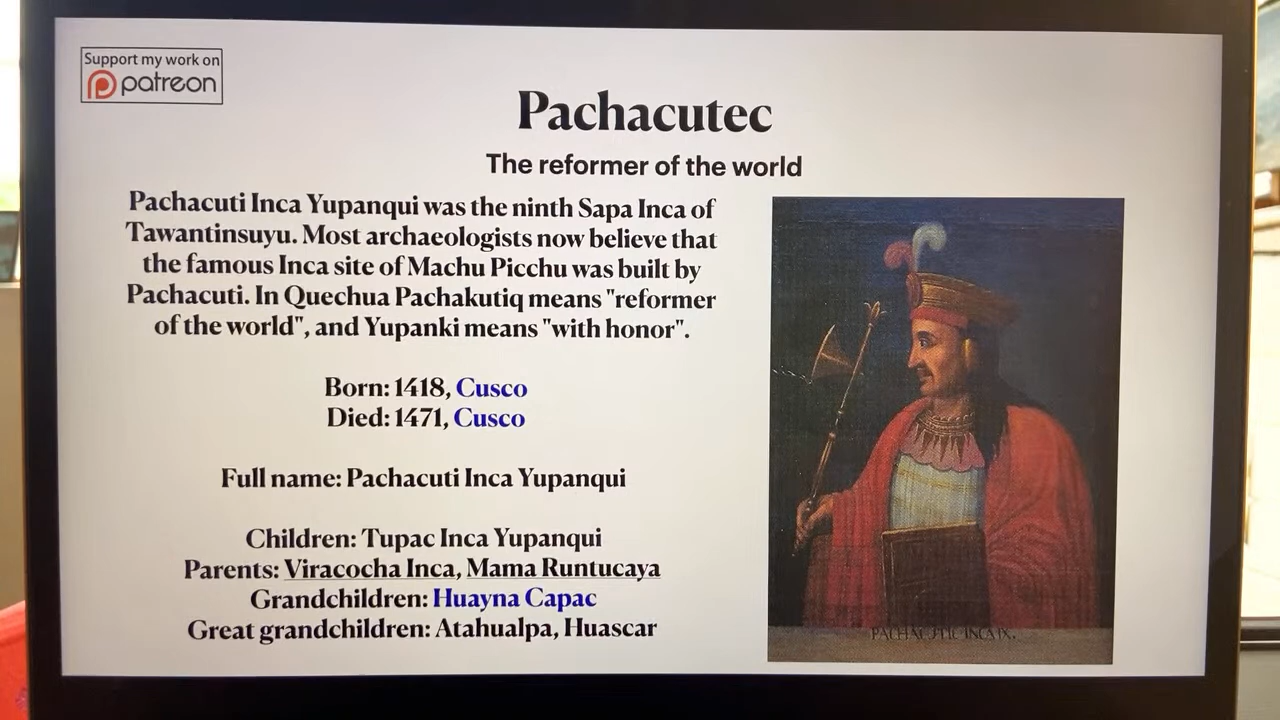 Support my work on
patreon
Pachacutec
The reformer of the world
Pachacuti Inca Yupanqui was the ninth Sapa Inca of
Tawantinsuyu. Most archaeologists now believe that
the famous Inca site of Machu Picchu was built by
Pachacuti. In Quechua Pachakutiq means "reformer
of the world", and Yupanki means "with honor".
Born: 1418, Cusco
Died: 1471, Cusco
Full name: Pachacuti Inca Yupanqui
Children: Tupac Inca Yupanqui
Parents: Viracocha Inca, Mama Runtucaya
Grandchildren: Huayna Capac
Great grandchildren: Atahualpa, Huascar
INCA IX.